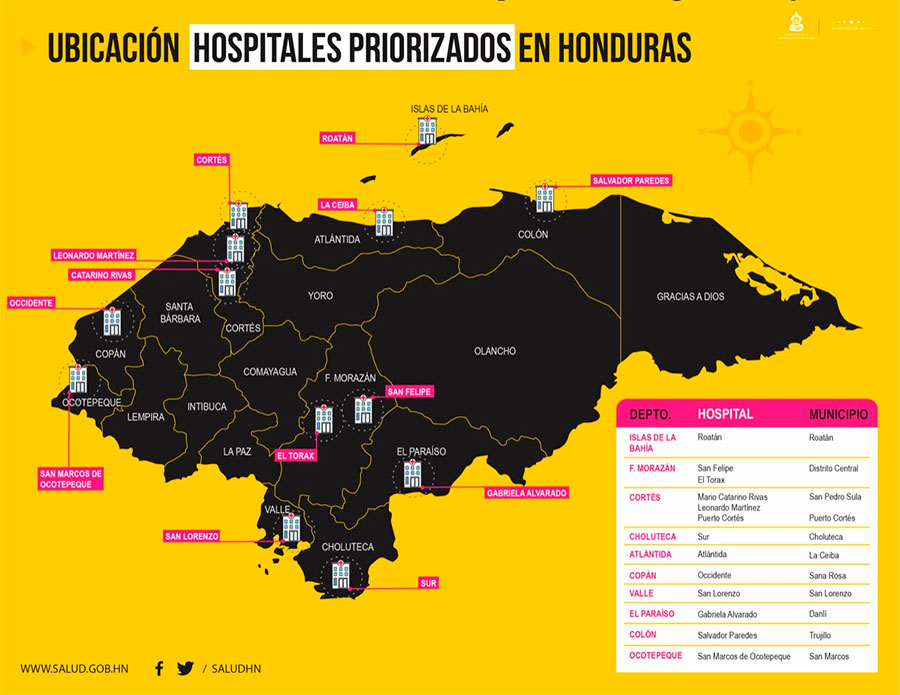 UBICACIÓN HOSPITALES PRIORIZADOS EN HONDURAS
ISLAS DE LA BAHÍA
ROATÁN
CORTÉS
SALVADOR PAREDES
LA CEIBA
ATLÁNTIDA
COLÓN
LEONARDO MARTÍNEZ
CATARINO RIVAS
OCCIDENTE
SANTA
BÁRBARA
YORO
GRACIAS A DIOS
CORTÉS
COPÁN
OLANCHO
COMAYAGUA
F. MORAZÁN
SAN FELIPE
OCOTEPEQUE
LEMPIRA
INTIBUCA
EL TORAX
LA PAZ
EL PARAÍSO
SAN MARCOS DE
OCOTEPEQUE
GABRIELA ALVARADO
VALLE
SAN LORENZO
CHOLUTECA
SUR
DEPTO. HOSPITAL MUNICIPIO
ISLAS DE LA Roatán Roatán
BAHÍA
F. MORAZÁN San Felipe Distrito Central
El Torax
CORTÉS Mario Catarino Rivas San Pedro Sula
Leonardo Martínez
Puerto Cortés Puerto Cortés
CHOLUTECA Sur Choluteca
ATLÁNTIDA Atlántida La Ceiba
COPÁN Occidente Sana Rosa
VALLE San Lorenzo San Lorenzo
EL PARAÍSO Gabriela Alvarado Danlí
COLÓN Salvador Paredes Trujillo
OCOTEPEQUE San Marcos de Ocotepeque San Marcos
WWW.SALUD.GOB.HN / SALUDHN